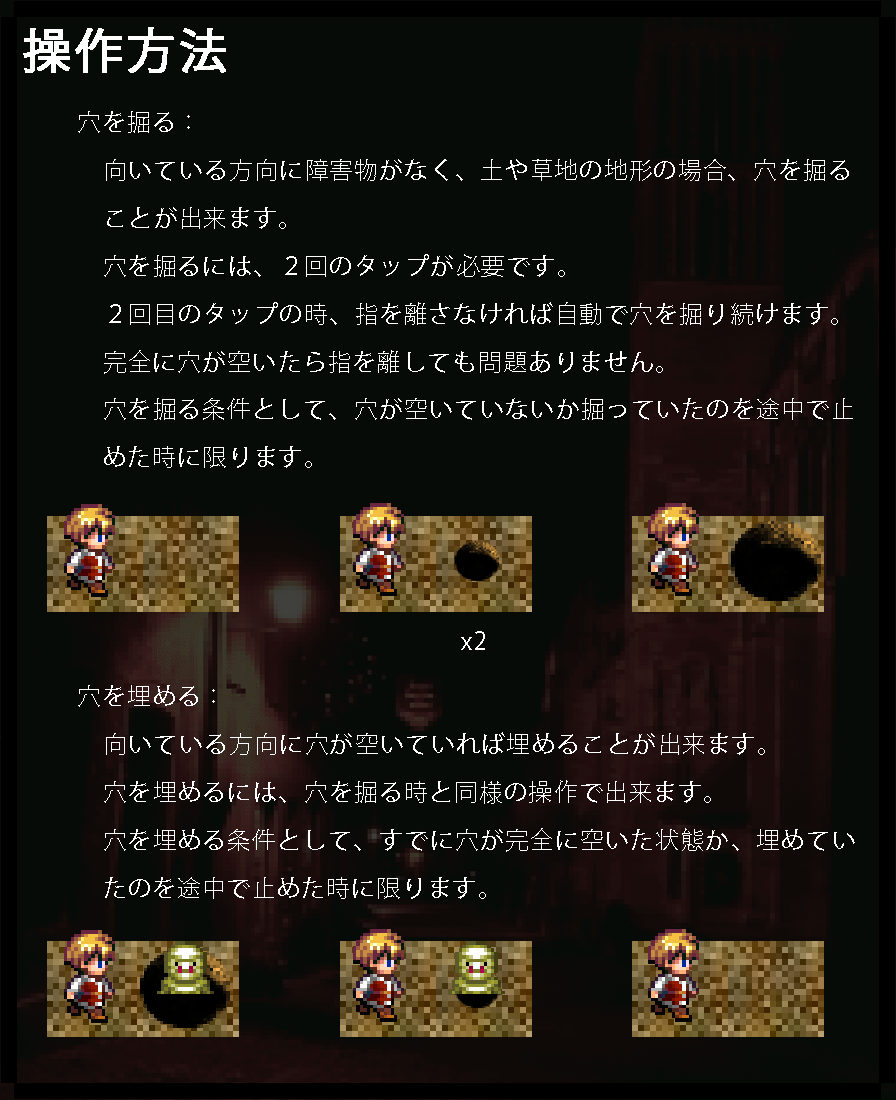 操作方法
穴を掘る：
向いている方向に障害物がなく、土や草地の地形の場合、穴を掘る
ことが出来ます。
穴を掘るには、２回のタップが必要です。
２回目のタップの時、指を離さなければ自動で穴を掘り続けます。
完全に穴が空いたら指を離しても問題ありません。
穴を掘る条件として、穴が空いていないか掘っていたのを途中で止
めた時に限ります。
x2
穴を埋める：
向いている方向に穴が空いていれば埋めることが出来ます。
穴を埋めるには、穴を掘る時と同様の操作で出来ます。
穴を埋める条件として、すでに穴が完全に空いた状態か、埋めてい
たのを途中で止めた時に限ります。